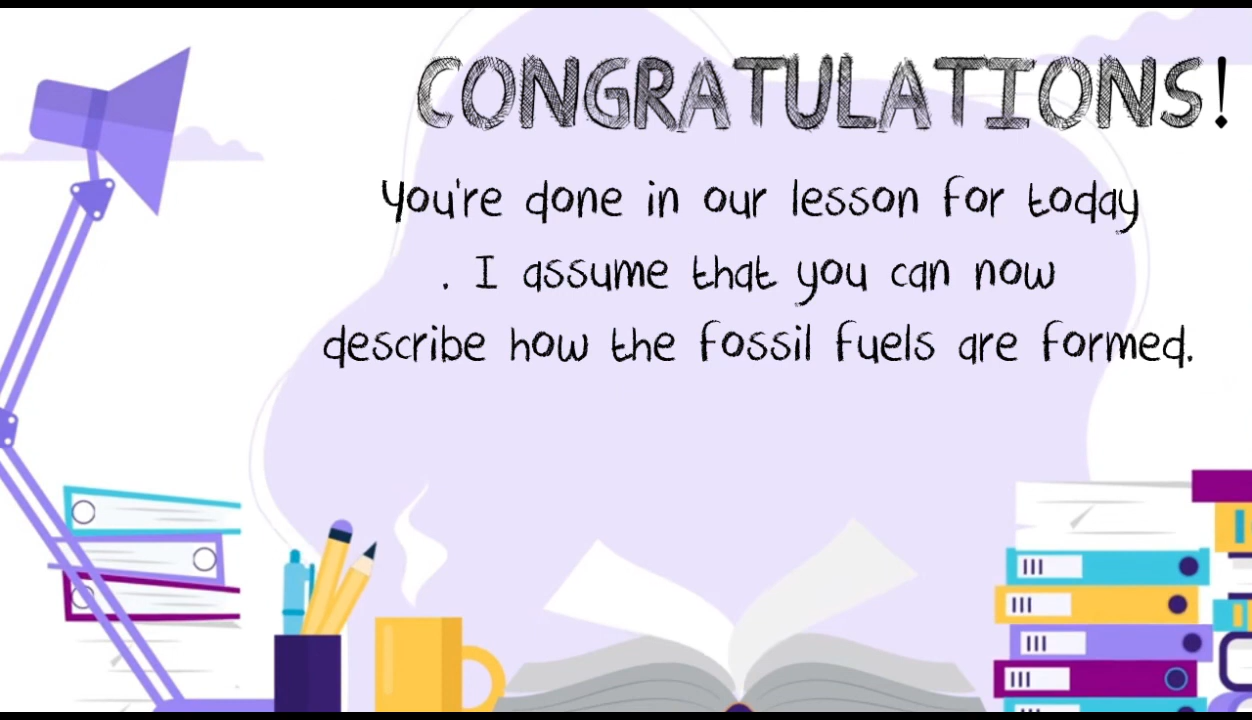 CONGRATULATIONS!
You're done in our lesson for today
. I assume that you can now
describe how the fossil fuels are formed.